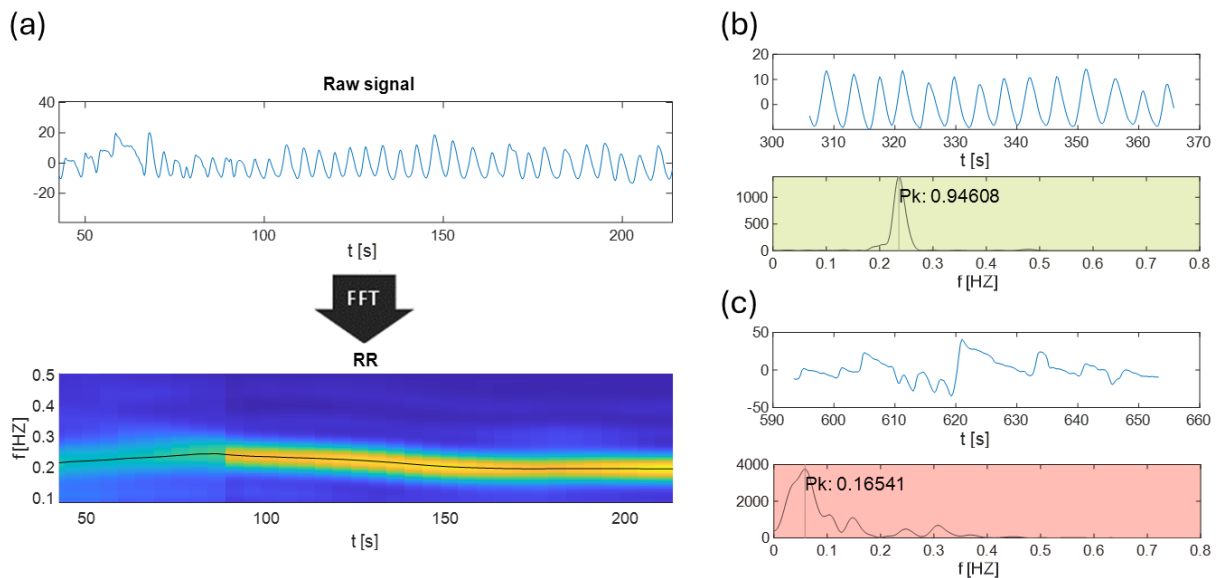 (a)
Raw signal
40
20
0
-20
50 100 150 200
t [s]
FFT
RR
0.5
0.4
0.3
0.2
0.1
f [HZ]
50 100 150 200
t [s]
(b)
20
10
0
300 310 320 330 340 350 360 370
t [s]
1000
500
0
Pk: 0.94608
0 0.1 0.2 0.3 0.4 0.5 0.6 0.7 0.8
f [HZ]
(c)
50
0
-50
590 600 610 620 630 640 650 660
t [s]
4000
2000
0
Pk: 0.16541
0 0.1 0.2 0.3 0.4 0.5 0.6 0.7 0.8
f [HZ]